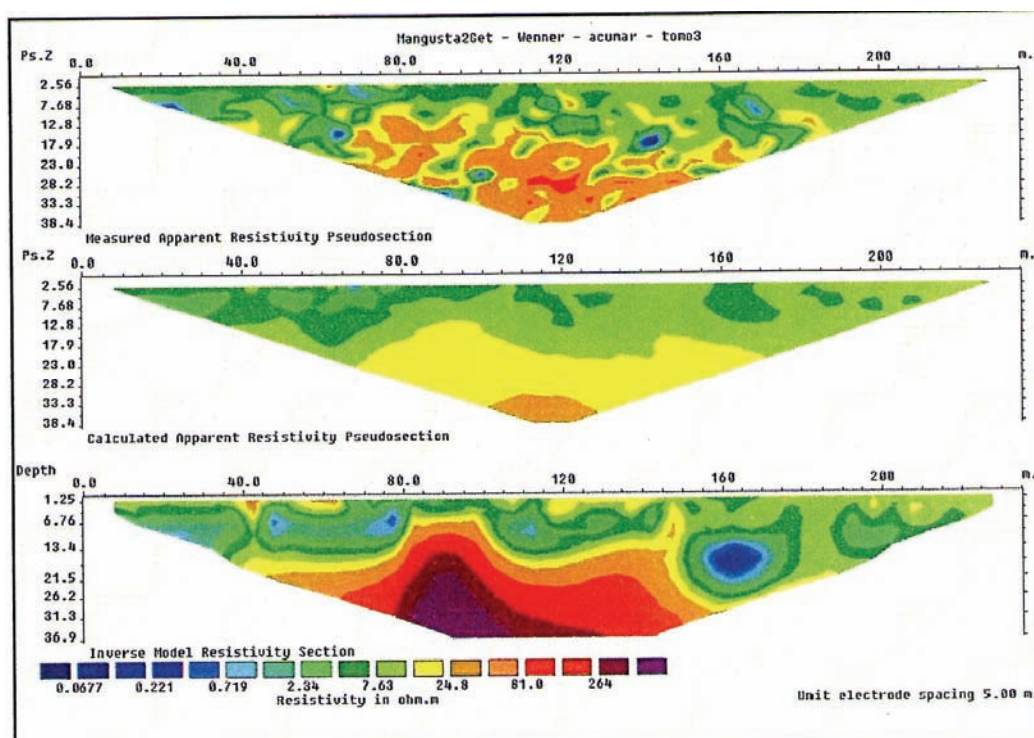 Mangusta2Get - Wenner - acumar - tomo3
Ps.Z 0.0 40.0 80.0 120 160 200 m.
2.56
7.68
12.8
17.9
23.0
28.2
33.3
38.4
Measured Apparent Resistivity Pseudosection
Ps.Z 0.0 40.0 80.0 120 160 200 m.
2.56
7.68
12.8
17.9
23.0
28.2
33.3
38.4
Calculated Apparent Resistivity Pseudosection
Depth 0.0 40.0 80.0 120 160 200 m.
1.25
6.76
13.4
21.5
26.2
31.3
36.9
Inverse Model Resistivity Section
0.0677 0.221 0.719 2.34 7.63 24.8 81.0 264
Resistivity in ohm.m
Unit electrode spacing 5.00 m